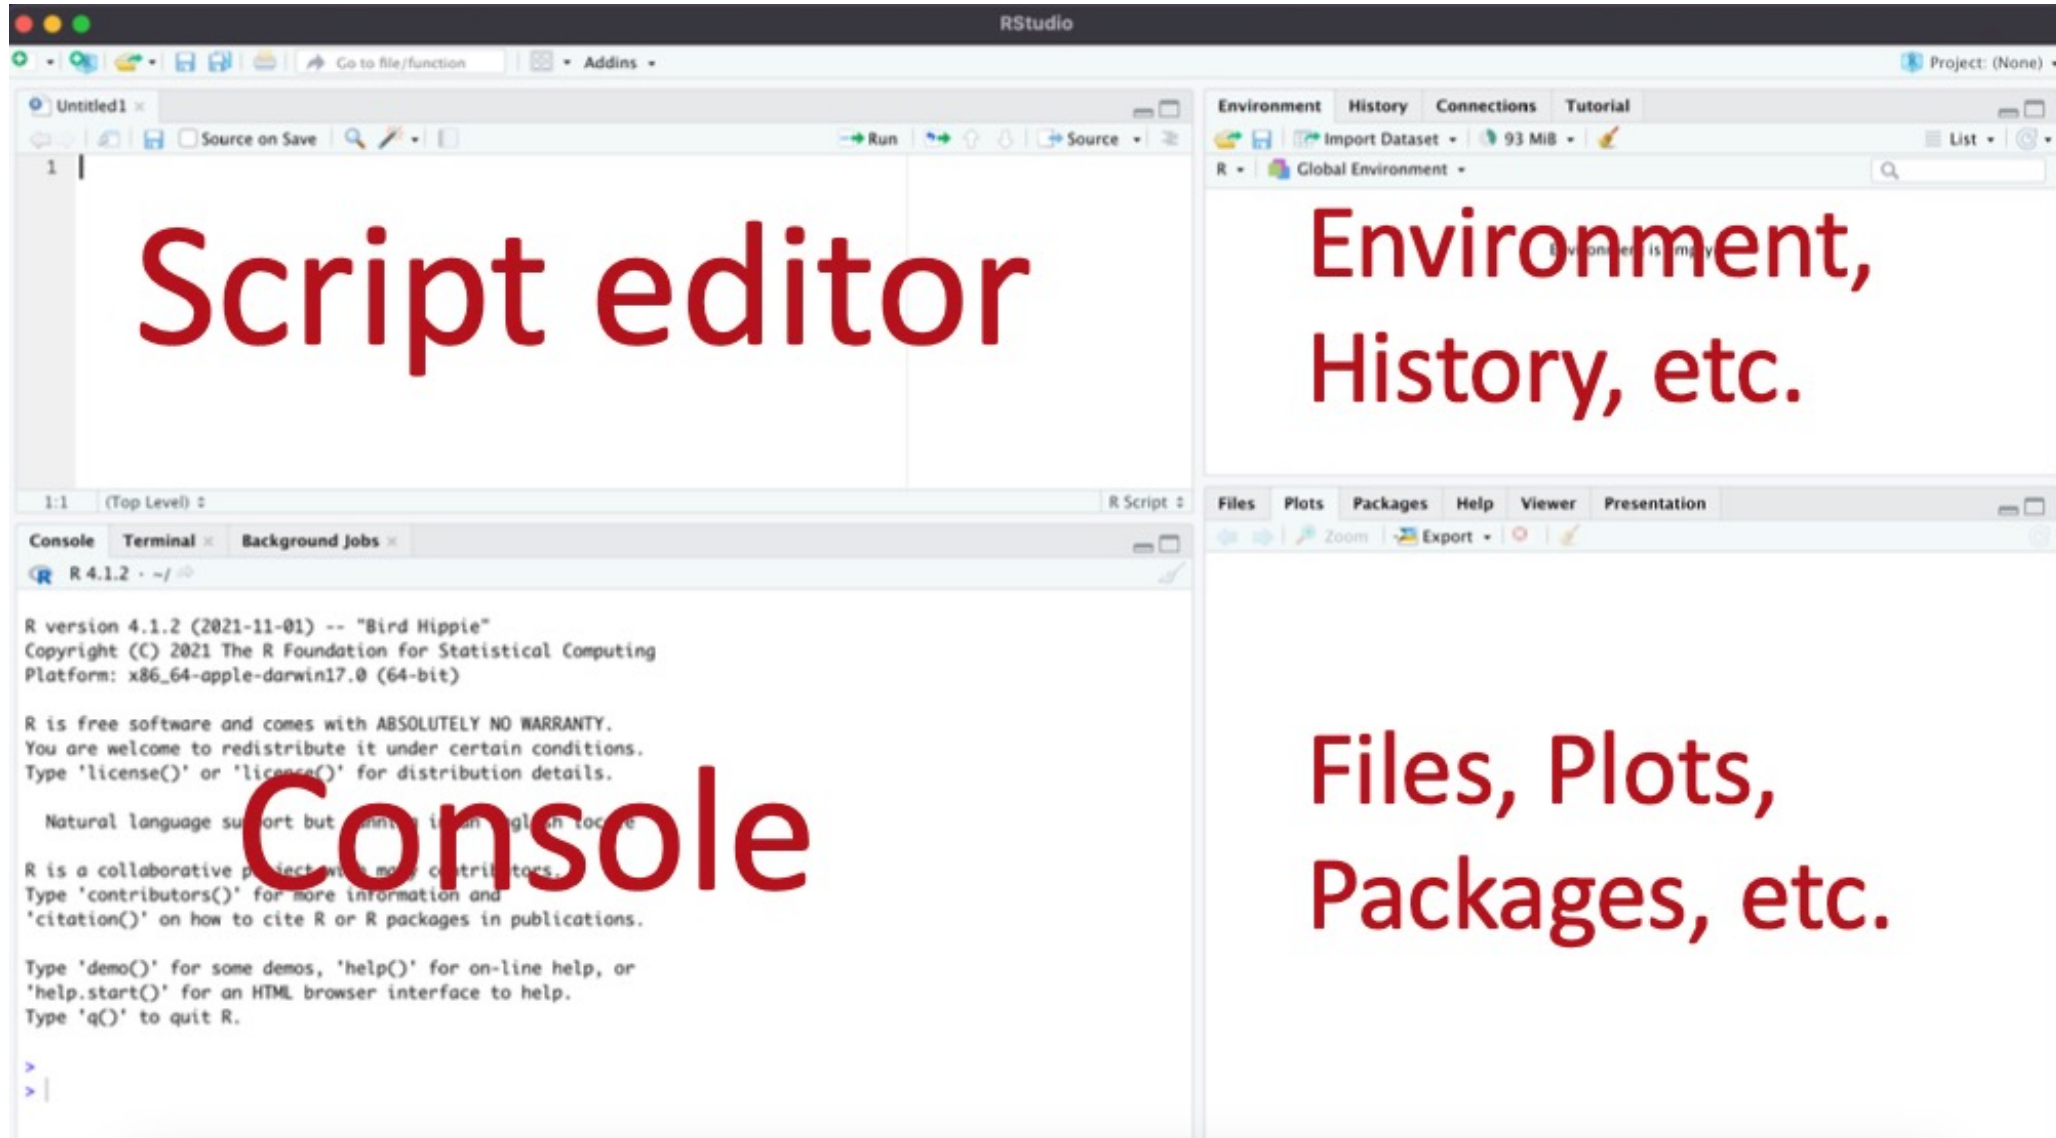 RStudio
Go to file/function
Addins
Project: (None)
Untitled1
Source on Save
Run
Source
1
Script editor
1:1 (Top Level)
R Script
Console Terminal Background Jobs
R 4.1.2 · ~/
R version 4.1.2 (2021-11-01) -- "Bird Hippie"
Copyright (C) 2021 The R Foundation for Statistical Computing
Platform: x86_64-apple-darwin17.0 (64-bit)
R is free software and comes with ABSOLUTELY NO WARRANTY.
You are welcome to redistribute it under certain conditions.
Type 'license()' or 'licence()' for distribution details.
Natural language support but running in an English locale
R is a collaborative project with many contributors.
Type 'contributors()' for more information and
'citation()' on how to cite R or R packages in publications.
Type 'demo()' for some demos, 'help()' for on-line help, or
'help.start()' for an HTML browser interface to help.
Type 'q()' to quit R.
>
>
Console
Environment History Connections Tutorial
Import Dataset
93 MiB
List
R
Global Environment
Environment is empty
Environment,
History, etc.
Files Plots Packages Help Viewer Presentation
Zoom
Export
Files, Plots,
Packages, etc.